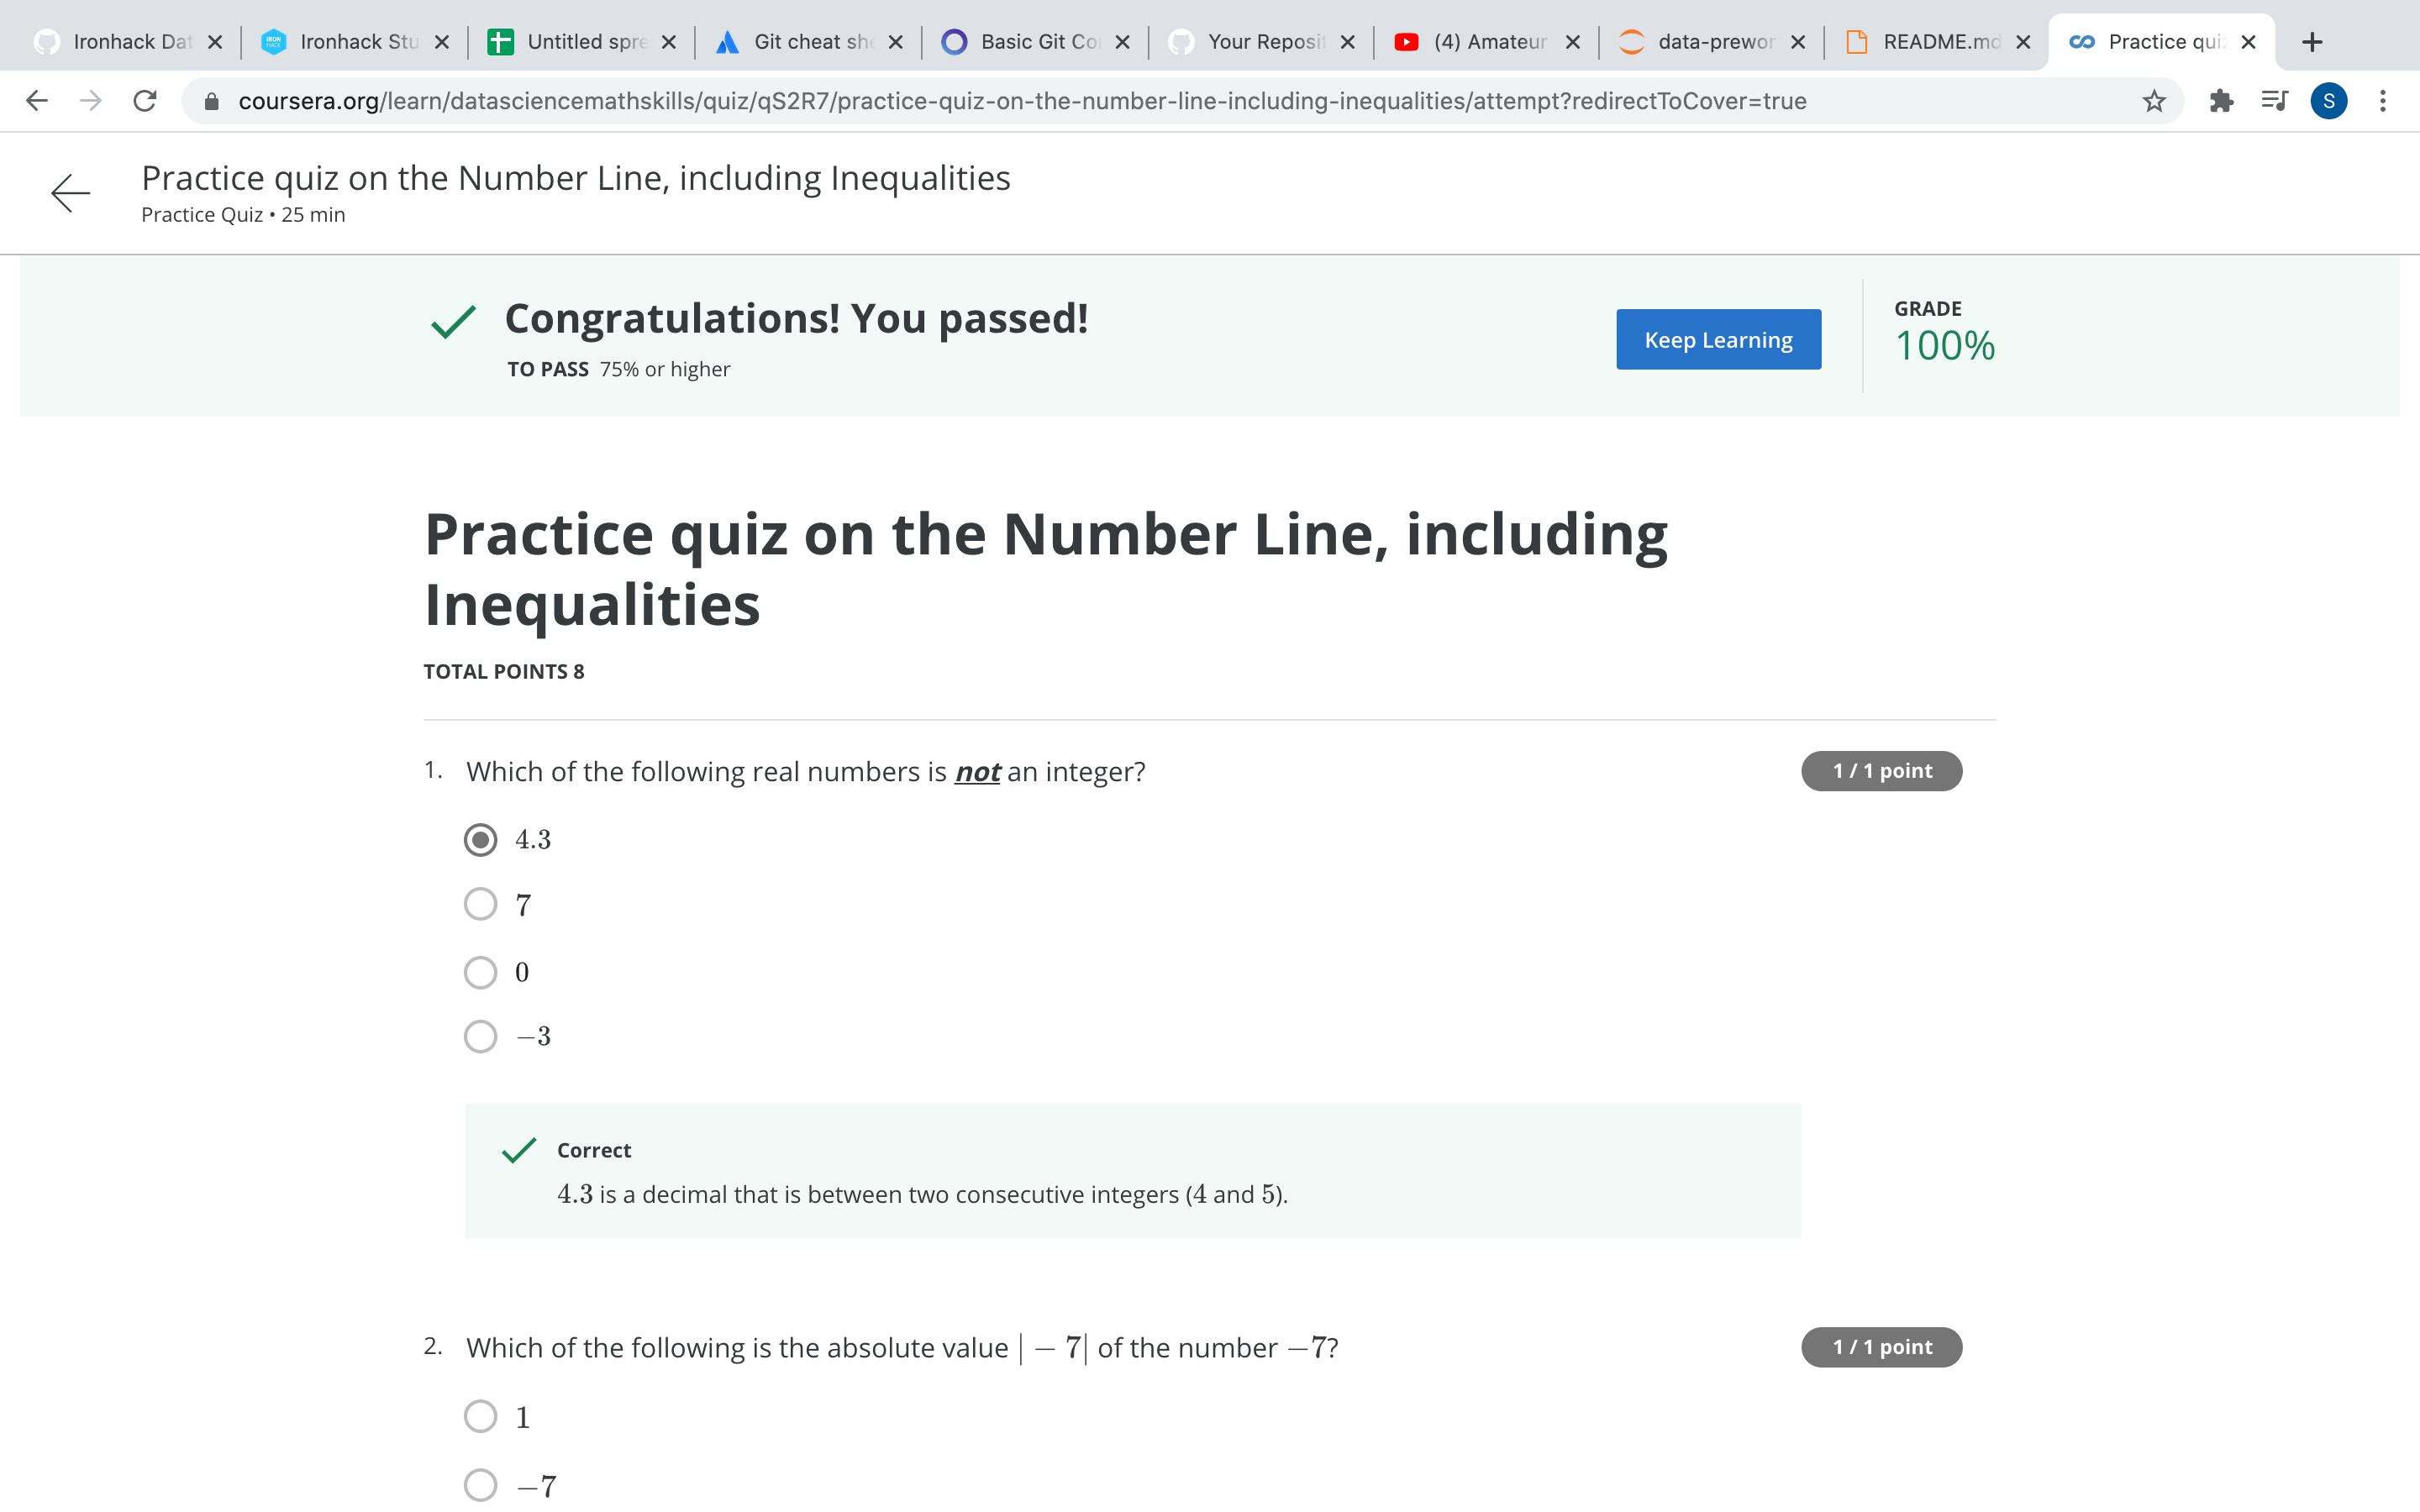 Ironhack Dat
Ironhack Stu
Untitled spre
Git cheat she
Basic Git Co
Your Reposit
(4) Amateur
data-prewor
README.md
Practice qui
coursera.org/learn/datasciencemathskills/quiz/qS2R7/practice-quiz-on-the-number-line-including-inequalities/attempt?redirectToCover=true
S
Practice quiz on the Number Line, including Inequalities
Practice Quiz • 25 min
Congratulations! You passed!
TO PASS 75% or higher
Keep Learning
GRADE
100%
Practice quiz on the Number Line, including
Inequalities
TOTAL POINTS 8
1. Which of the following real numbers is not an integer?
1 / 1 point
4.3
7
0
−3
Correct
4.3 is a decimal that is between two consecutive integers (4 and 5).
2. Which of the following is the absolute value | − 7| of the number −7?
1 / 1 point
1
−7